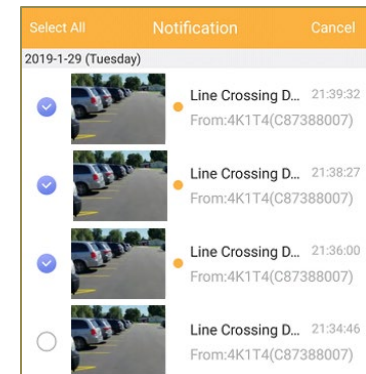 Select All Notification Cancel
2019-1-29 (Tuesday)
Line Crossing D... 21:39:32
From:4K1T4(C87388007)
Line Crossing D... 21:38:27
From:4K1T4(C87388007)
Line Crossing D... 21:36:00
From:4K1T4(C87388007)
Line Crossing D... 21:34:46
From:4K1T4(C87388007)